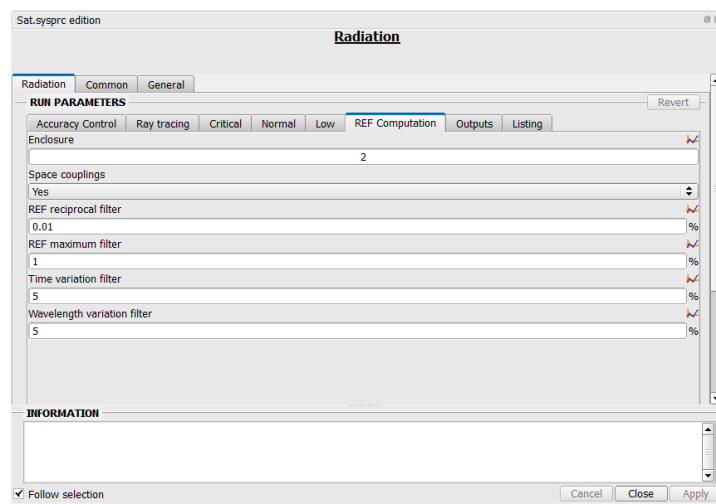 Sat.sysprc edition
Radiation
Radiation Common General
RUN PARAMETERS Revert
Accuracy Control Ray tracing Critical Normal Low REF Computation Outputs Listing
Enclosure
2
Space couplings
Yes
REF reciprocal filter
0.01 %
REF maximum filter
1 %
Time variation filter
5 %
Wavelength variation filter
5 %
INFORMATION
Follow selection Cancel Close Apply